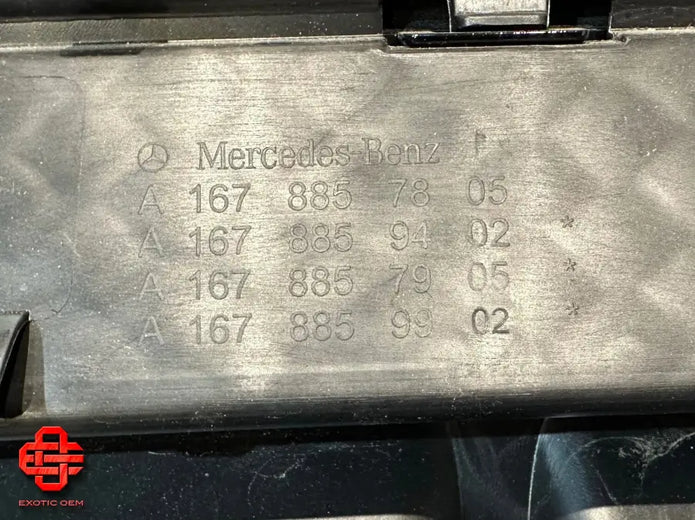 Mercedes-Benz
A 167 885 78 05
A 167 885 94 02 *
A 167 885 79 05 *
A 167 885 99 02 *
EXOTIC OEM